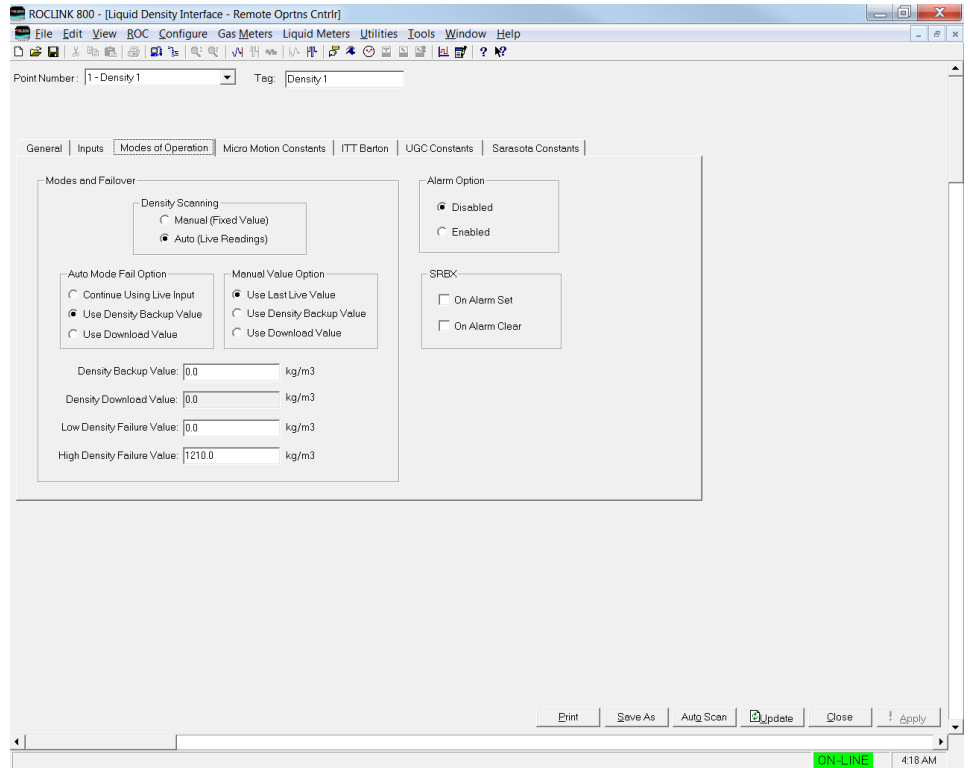 ROCLINK 800 - [Liquid Density Interface - Remote Oprtns Cntrlr]
File Edit View ROC Configure Gas Meters Liquid Meters Utilities Tools Window Help
Point Number : 1 - Density 1 Tag: Density 1
General Inputs Modes of Operation Micro Motion Constants ITT Barton UGC Constants Sarasota Constants
Modes and Failover
Density Scanning
Manual (Fixed Value)
Auto (Live Readings)
Auto Mode Fail Option
Continue Using Live Input
Use Density Backup Value
Use Download Value
Manual Value Option
Use Last Live Value
Use Density Backup Value
Use Download Value
Density Backup Value: 0.0 kg/m3
Density Download Value: 0.0 kg/m3
Low Density Failure Value: 0.0 kg/m3
High Density Failure Value: 1210.0 kg/m3
Alarm Option
Disabled
Enabled
SRBX
On Alarm Set
On Alarm Clear
Print Save As Auto Scan Update Close ! Apply
ON-LINE 4:18 AM